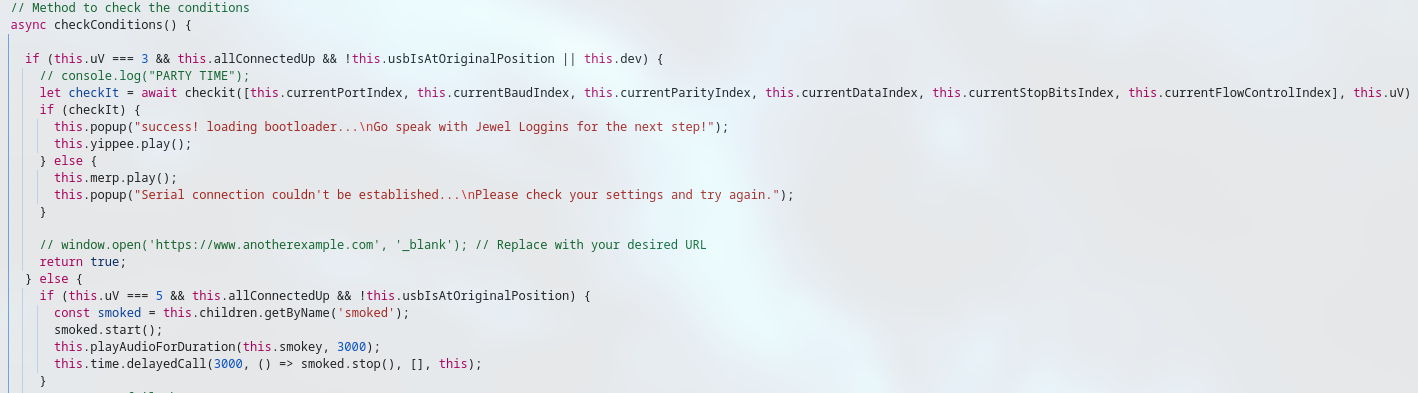 // Method to check the conditions
async checkConditions() {
if (this.uV === 3 && this.allConnectedUp && !this.usbIsAtOriginalPosition || this.dev) {
// console.log("PARTY TIME");
let checkIt = await checkit([this.currentPortIndex, this.currentBaudIndex, this.currentParityIndex, this.currentDataIndex, this.currentStopBitsIndex, this.currentFlowControlIndex], this.uV)
if (checkIt) {
this.popup("success! loading bootloader...\nGo speak with Jewel Loggins for the next step!");
this.yippee.play();
} else {
this.merp.play();
this.popup("Serial connection couldn't be established...\nPlease check your settings and try again.");
}
// window.open('https://www.anotherexample.com', '_blank'); // Replace with your desired URL
return true;
} else {
if (this.uV === 5 && this.allConnectedUp && !this.usbIsAtOriginalPosition) {
const smoked = this.children.getByName('smoked');
smoked.start();
this.playAudioForDuration(this.smokey, 3000);
this.time.delayedCall(3000, () => smoked.stop(), [], this);
}